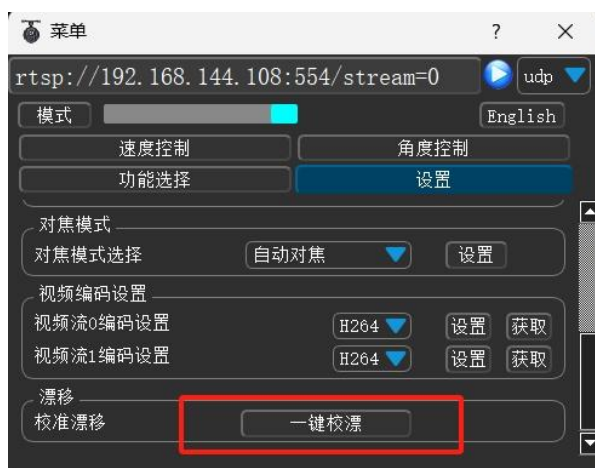 菜单
rtsp://192.168.144.108:554/stream=0 udp
模式 English
速度控制 角度控制
功能选择 设置
对焦模式
对焦模式选择 自动对焦 设置
视频编码设置
视频流0编码设置 H264 设置 获取
视频流1编码设置 H264 设置 获取
漂移
校准漂移 一键校漂